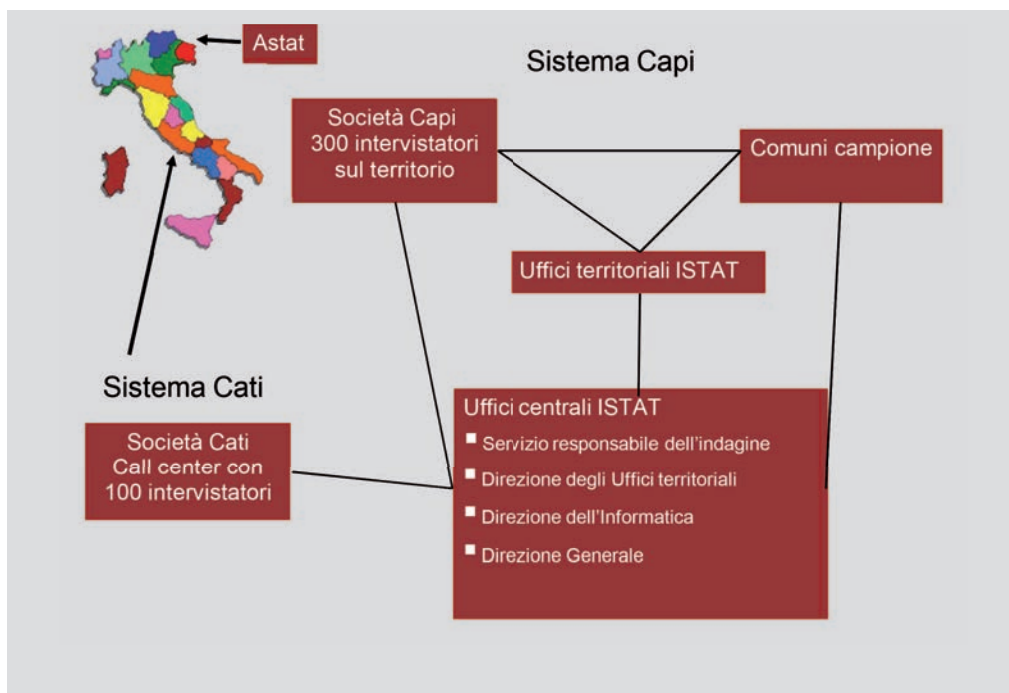 Astat
Sistema Capi
Società Capi
300 intervistatori
sul territorio
Comuni campione
Uffici territoriali ISTAT
Sistema Cati
Società Cati
Call center con
100 intervistatori
Uffici centrali ISTAT
▪ Servizio responsabile dell'indagine
▪ Direzione degli Uffici territoriali
▪ Direzione dell'Informatica
▪ Direzione Generale